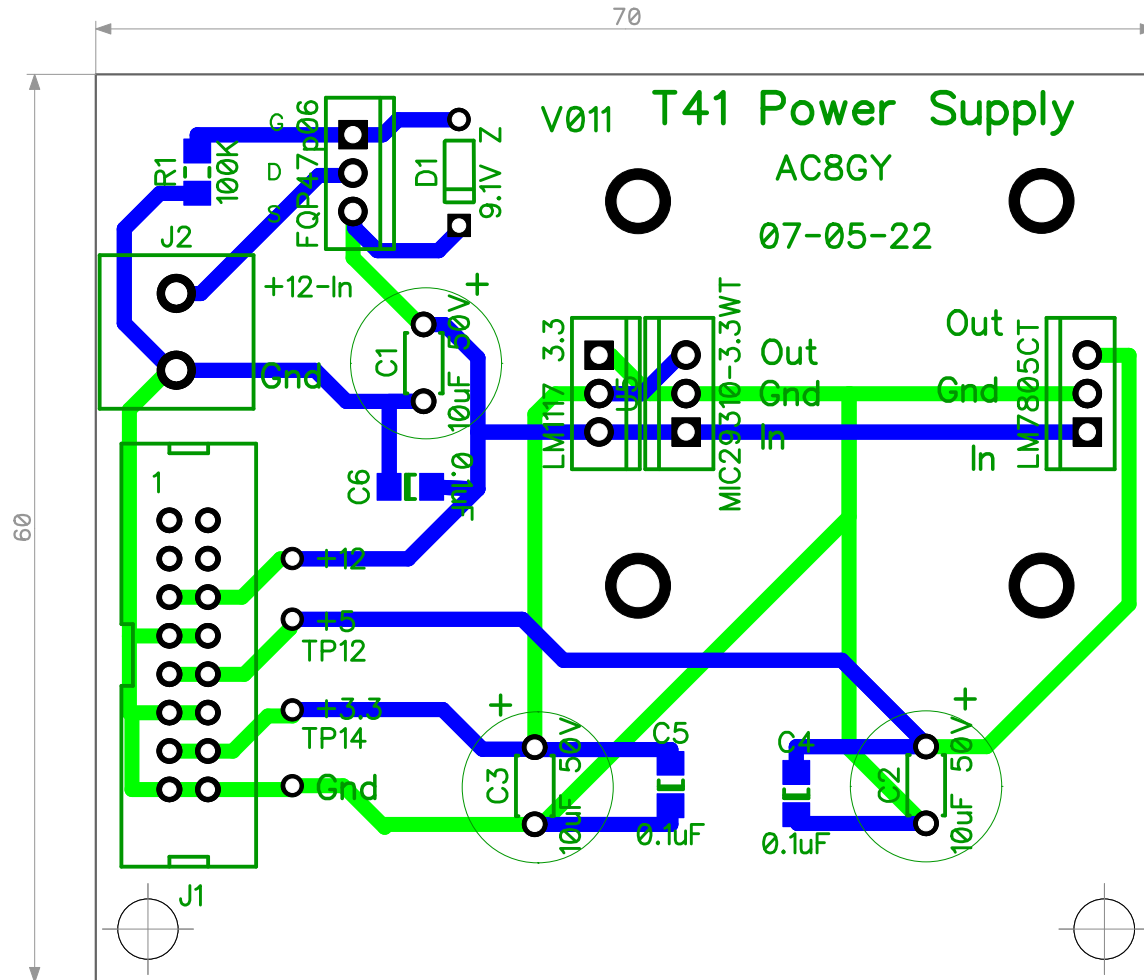 70
60
V011
T41 Power Supply
AC8GY
07-05-22
G
D
S
FQP47p06
R1
100K
D1
9.1V Z
J2
+12-In
Gnd
+
C1
50V
10uF
C6
0.1uF
LM1117 3.3
U6
MIC29310-3.3WT
Out
Gnd
In
Out
Gnd
In
LM7805CT
1
+12
+5
TP12
+3.3
TP14
Gnd
J1
+
C3
50V
10uF
C5
0.1uF
C4
0.1uF
+
C2
50V
10uF